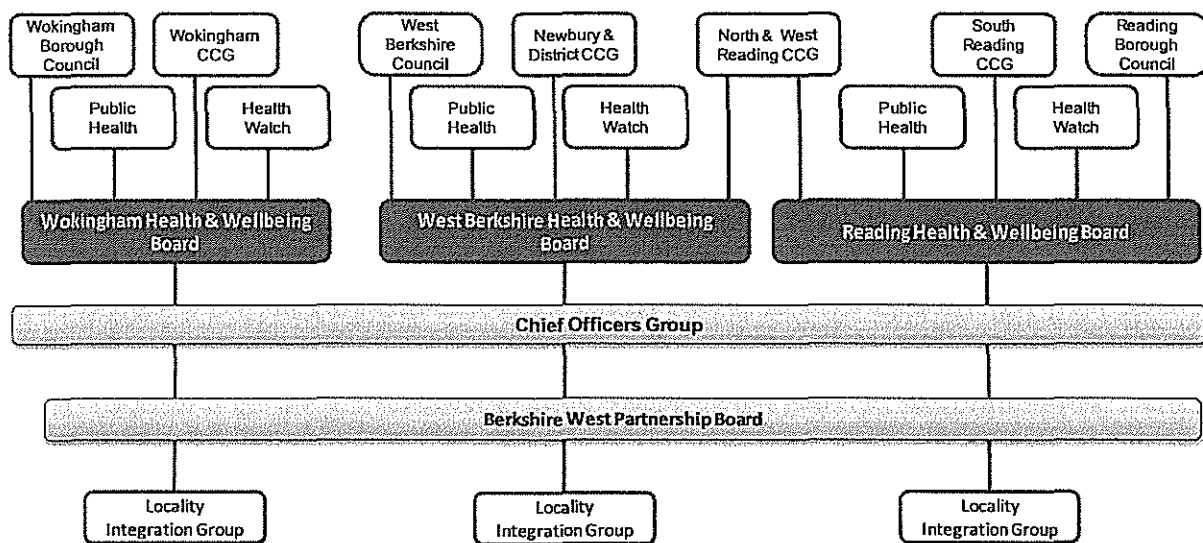 Wokingham
Borough
Council
Wokingham
CCG
West
Berkshire
Council
Newbury &
District CCG
North & West
Reading CCG
South
Reading
CCG
Reading
Borough
Council
Public
Health
Health
Watch
Public
Health
Health
Watch
Public
Health
Health
Watch
Wokingham Health & Wellbeing
Board
West Berkshire Health & Wellbeing
Board
Reading Health & Wellbeing Board
Chief Officers Group
Berkshire West Partnership Board
Locality
Integration Group
Locality
Integration Group
Locality
Integration Group